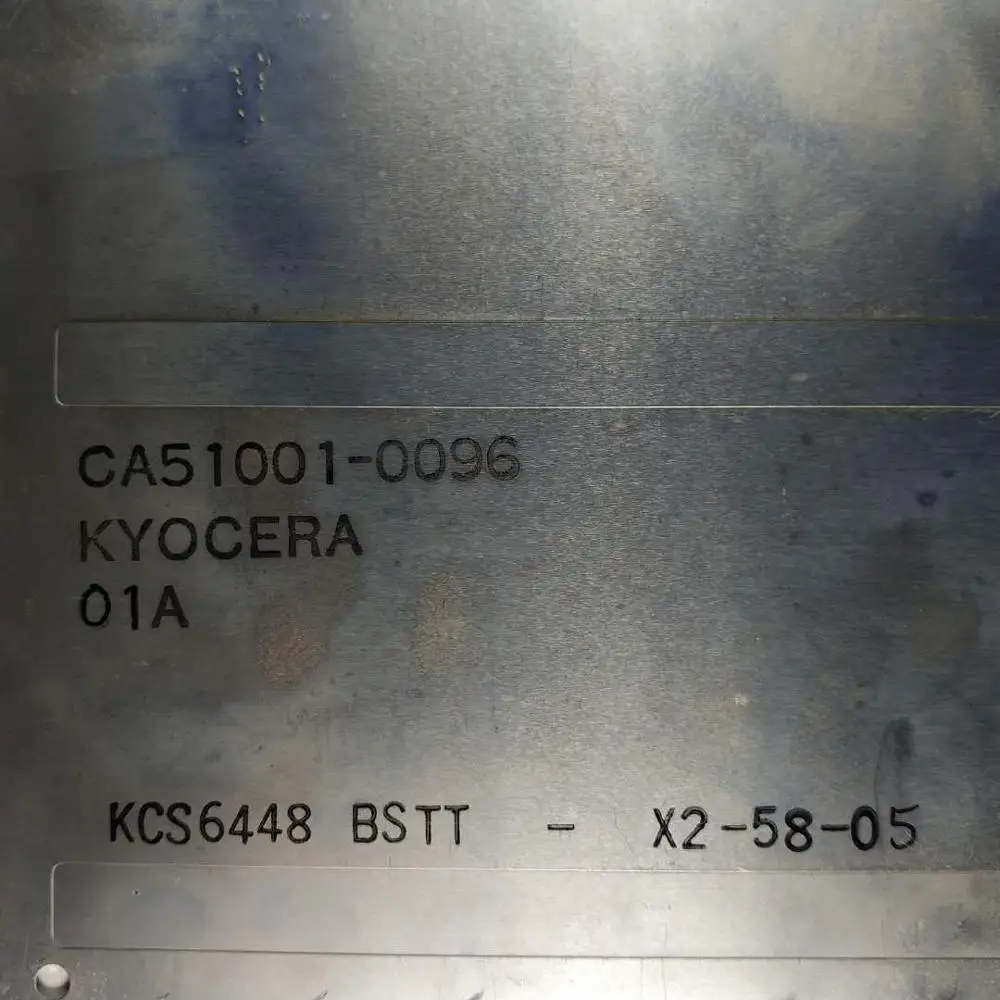 CA51001-0096
KYOCERA
01A
KCS6448 BSTT - X2-58-05